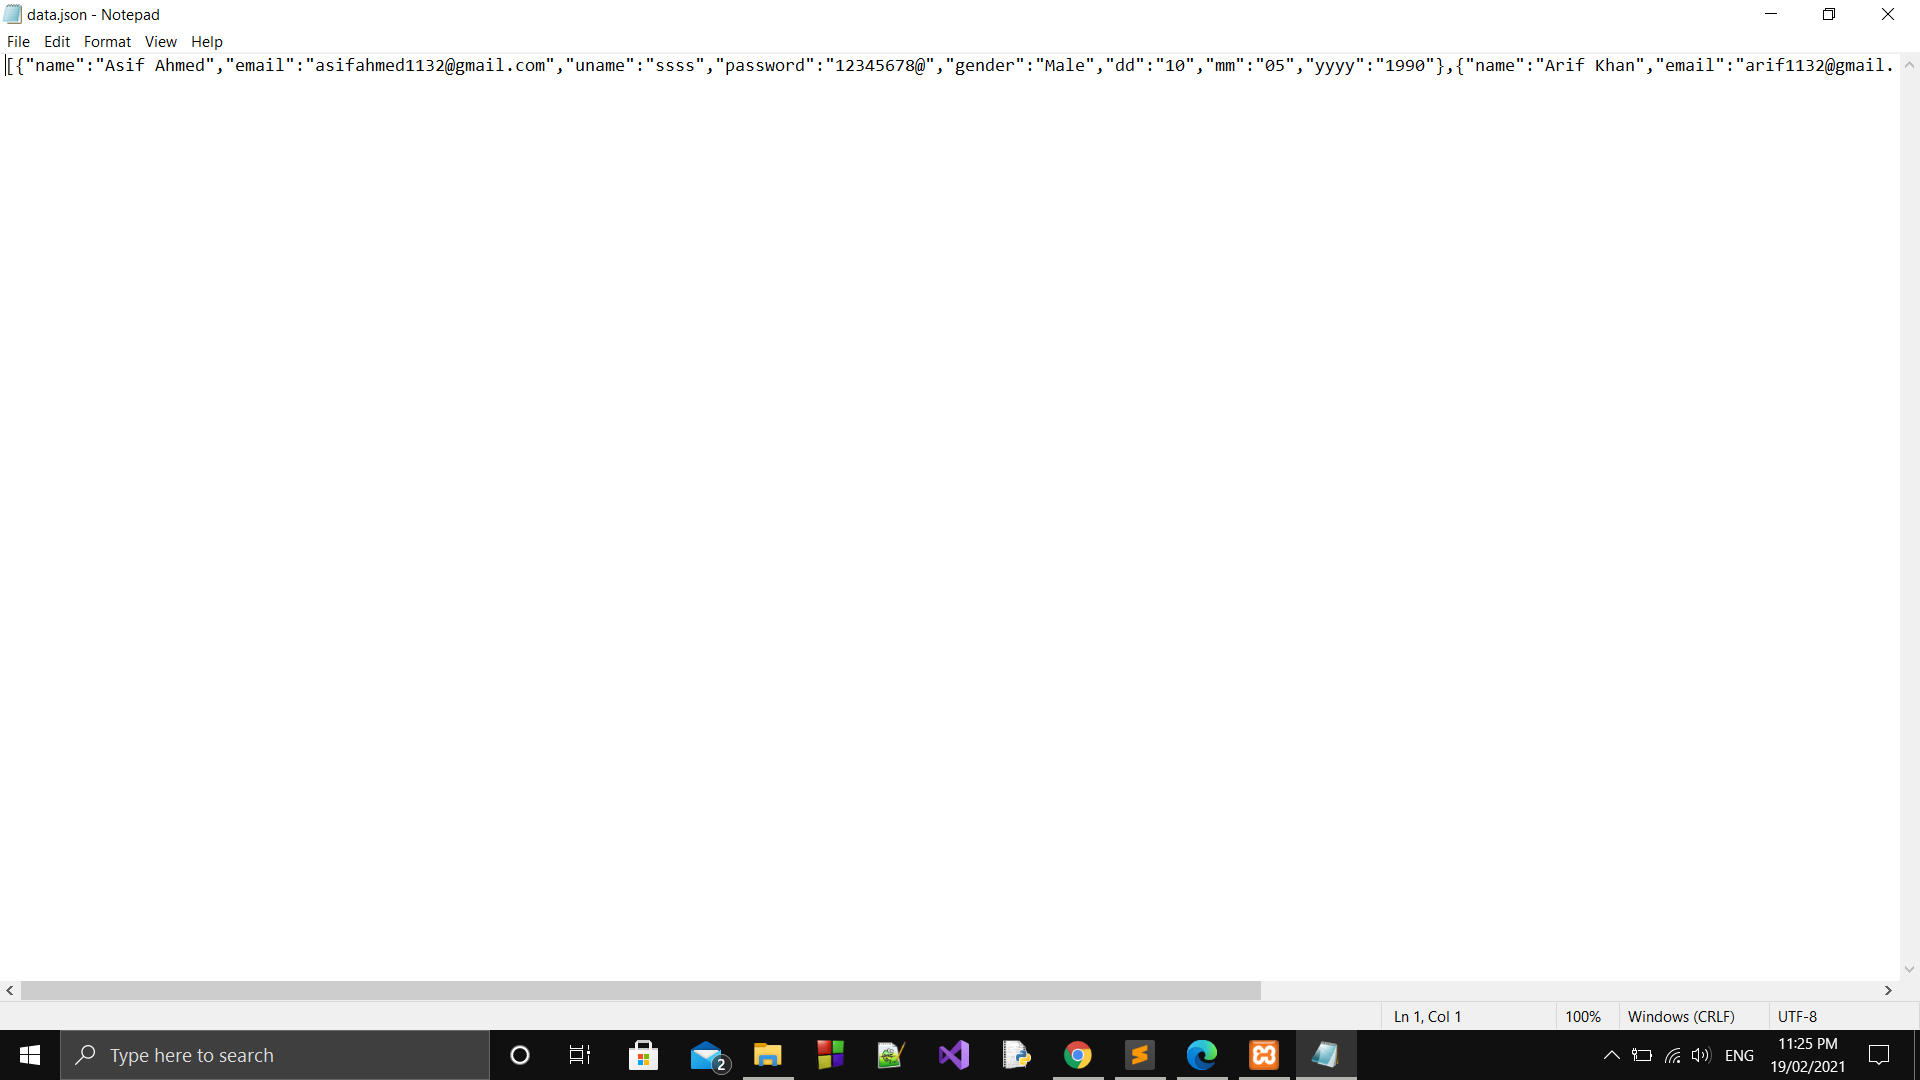 data.json - Notepad
File Edit Format View Help
[{"name":"Asif Ahmed","email":"asifahmed1132@gmail.com","uname":"ssss","password":"12345678@","gender":"Male","dd":"10","mm":"05","yyyy":"1990"},{"name":"Arif Khan","email":"arif1132@gmail.
Ln 1, Col 1 100% Windows (CRLF) UTF-8
Type here to search 2 ENG 11:25 PM
19/02/2021